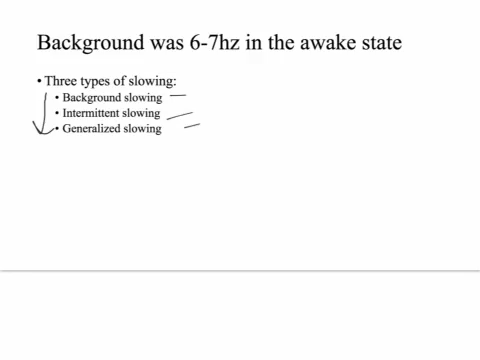 Background was 6-7hz in the awake state
• Three types of slowing:
• Background slowing
• Intermittent slowing
• Generalized slowing